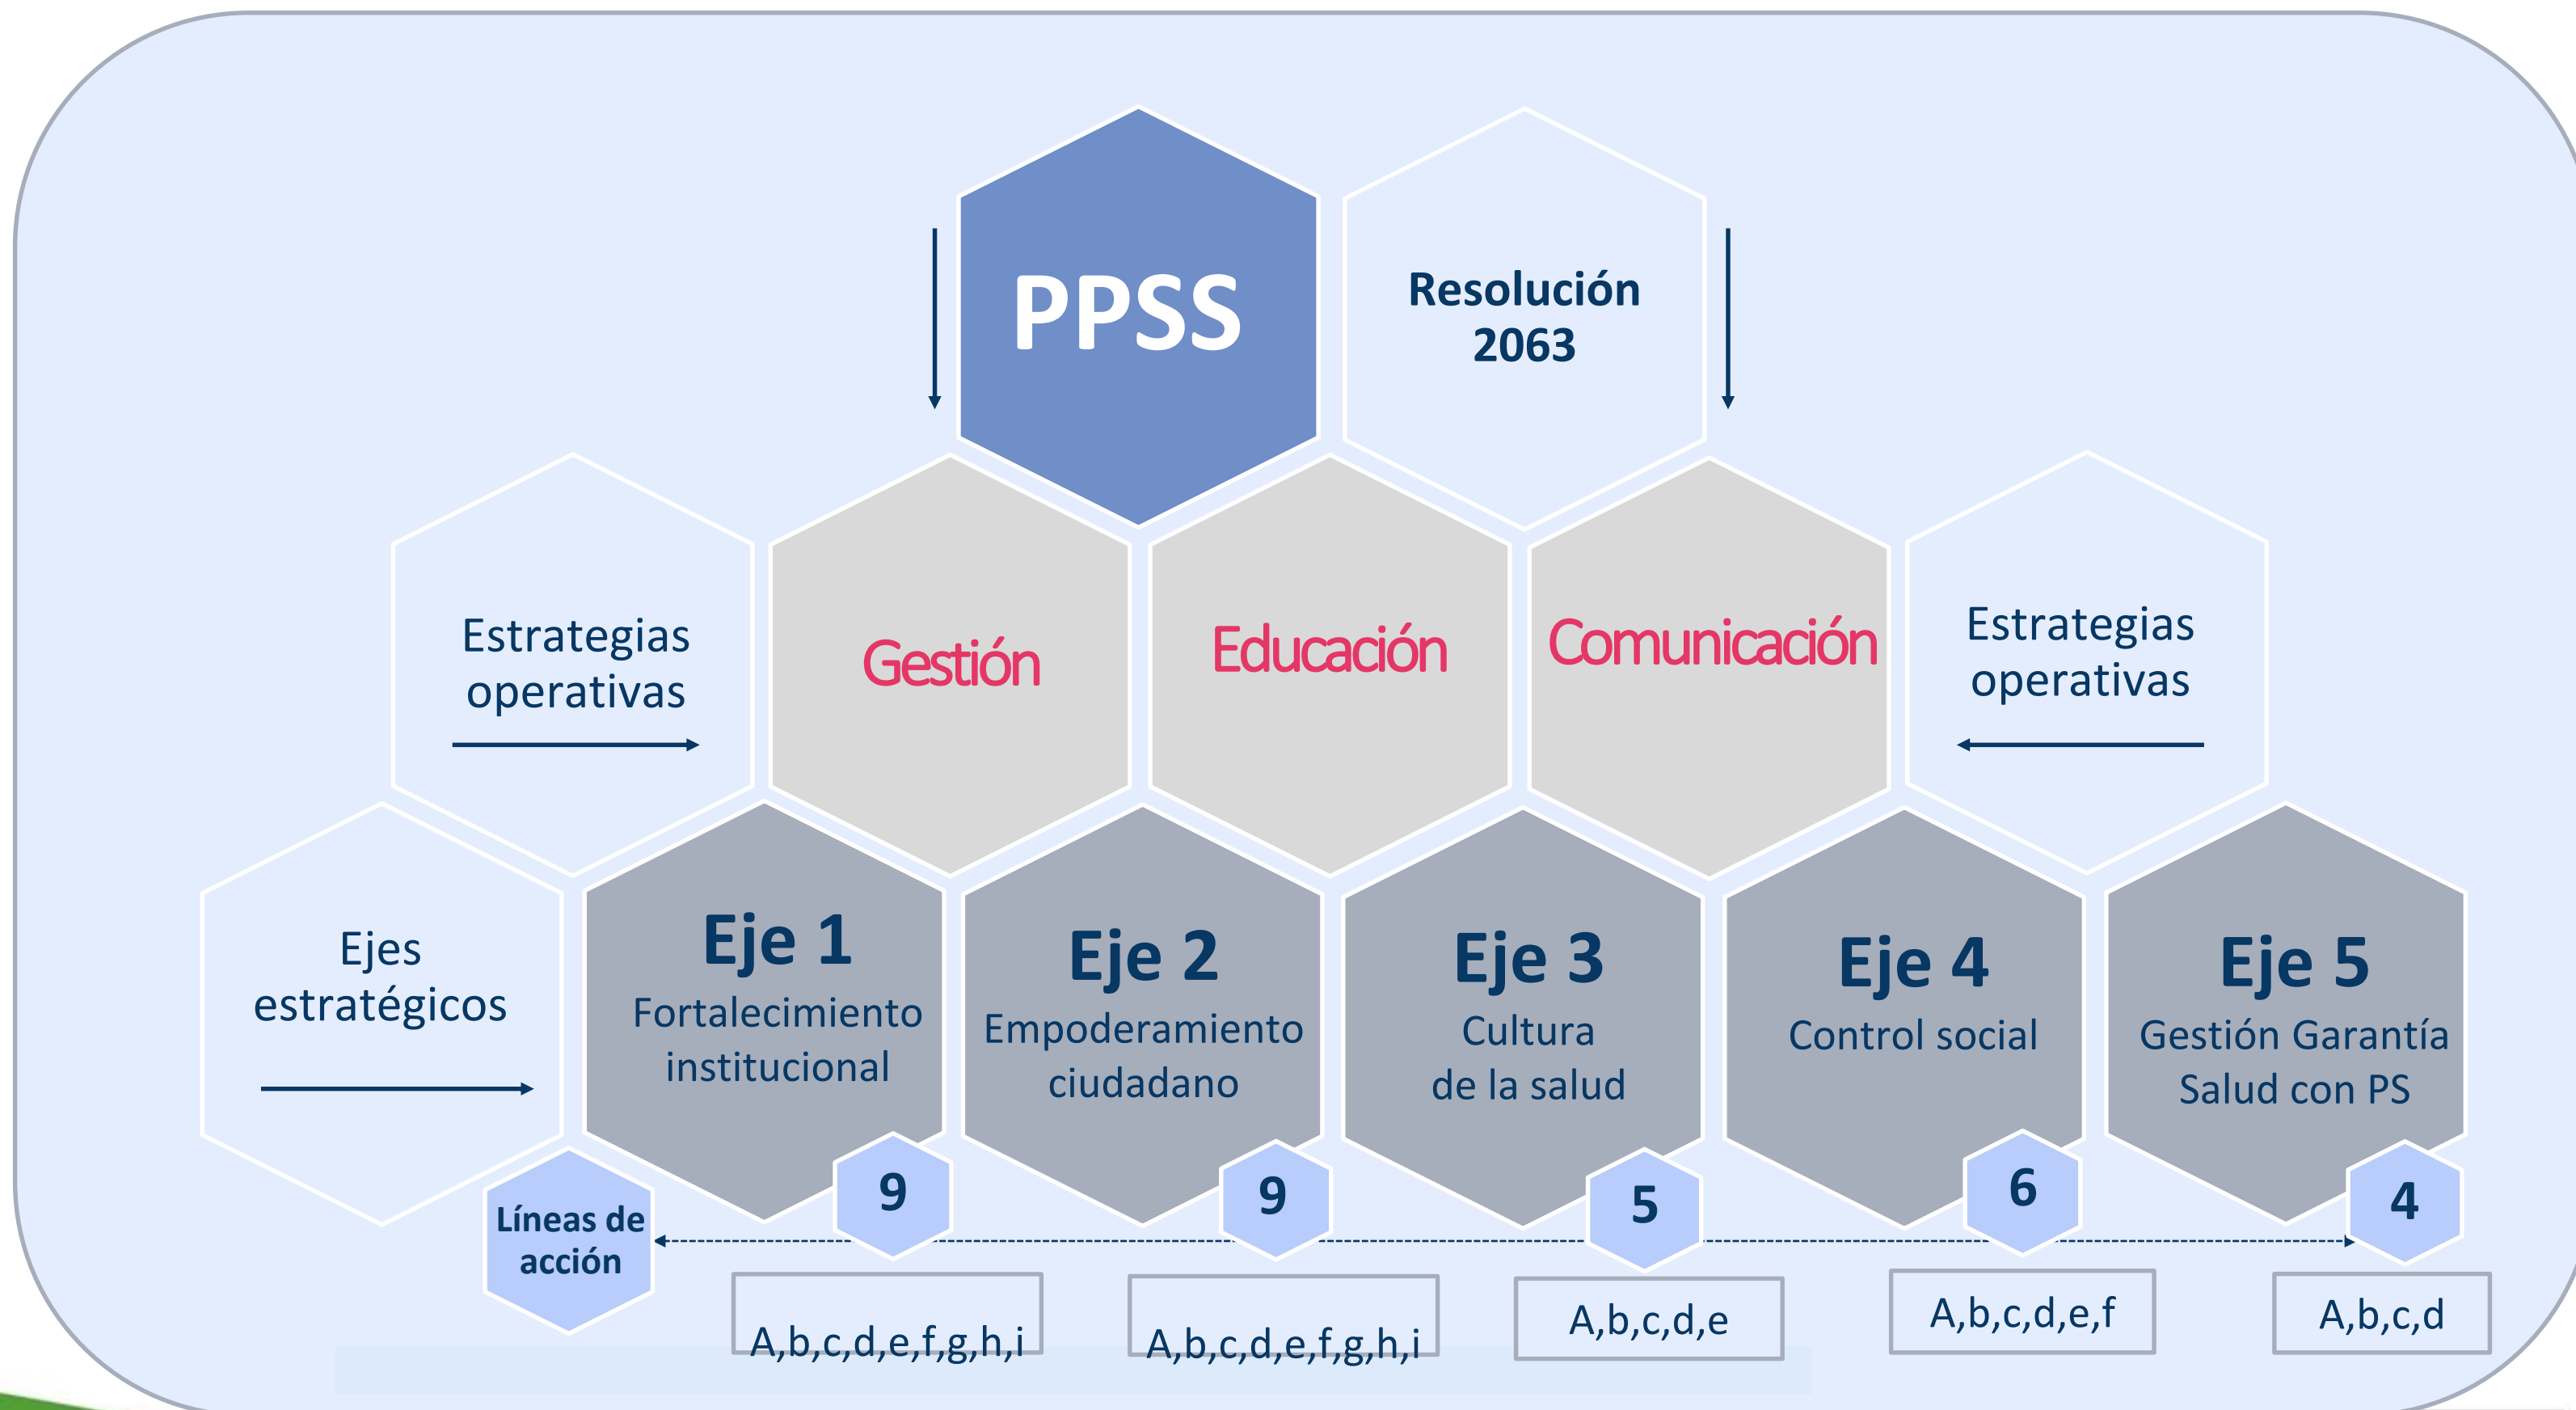 PPSS
Resolución
2063
Estrategias
operativas
Gestión
Educación
Comunicación
Estrategias
operativas
Ejes
estratégicos
Eje 1
Fortalecimiento
institucional
Eje 2
Empoderamiento
ciudadano
Eje 3
Cultura
de la salud
Eje 4
Control social
Eje 5
Gestión Garantía
Salud con PS
Líneas de
acción
9
9
5
6
4
A,b,c,d,e,f,g,h,i
A,b,c,d,e,f,g,h,i
A,b,c,d,e
A,b,c,d,e,f
A,b,c,d